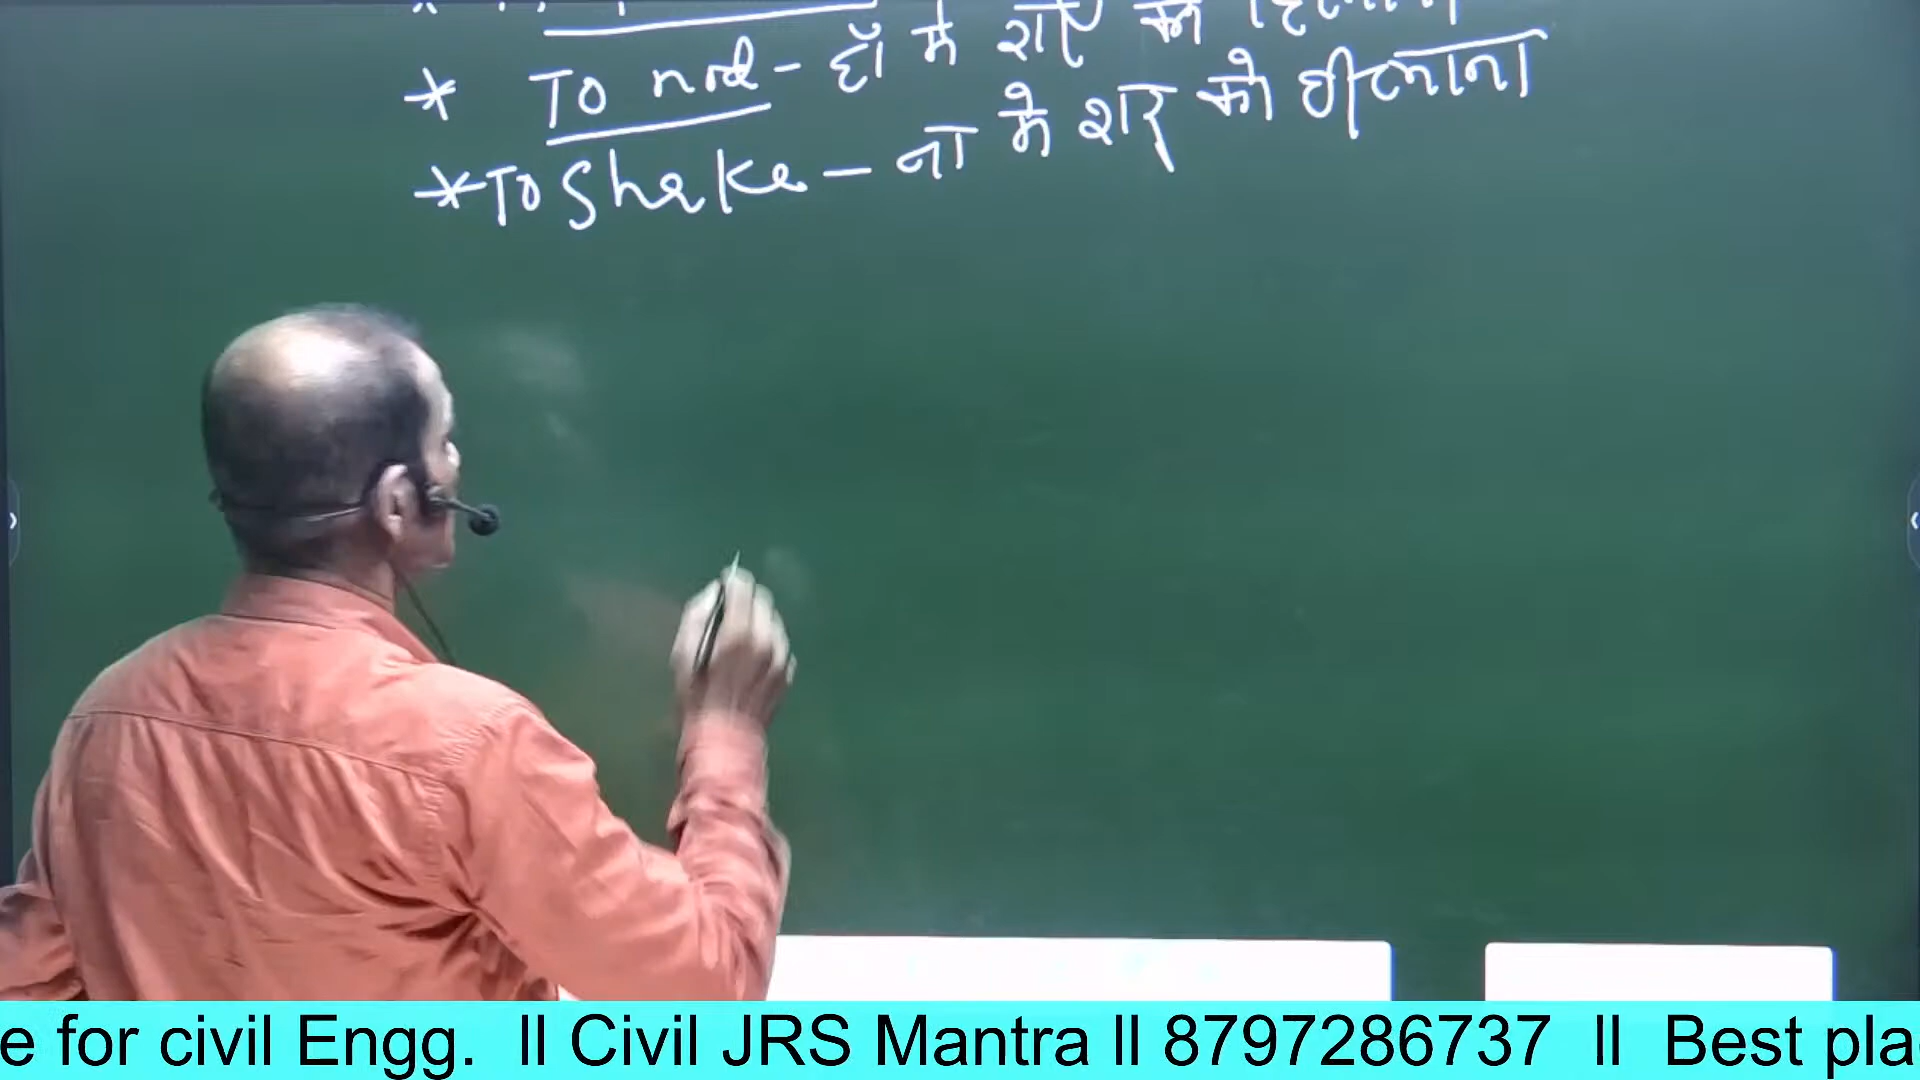 * To nod - हाँ मे शर को
* To Shake - ना मे शर को हीलाना
e for civil Engg. ll Civil JRS Mantra ll 8797286737 ll Best pla